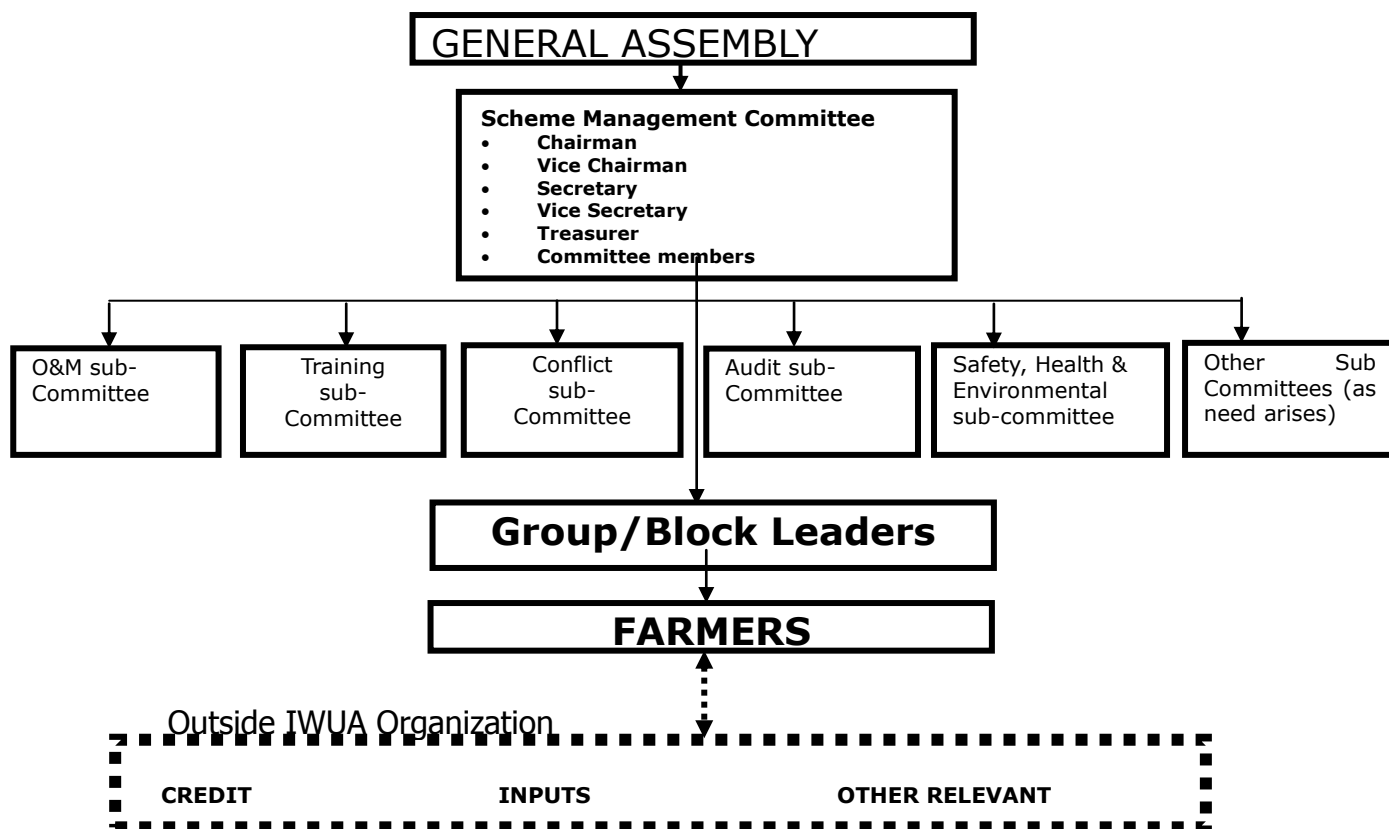 GENERAL ASSEMBLY
Scheme Management Committee
• Chairman
• Vice Chairman
• Secretary
• Vice Secretary
• Treasurer
• Committee members
O&M sub-
Committee
Training
sub-
Committee
Conflict
sub-
Committee
Audit sub-
Committee
Safety, Health &
Environmental
sub-committee
Other Sub
Committees (as
need arises)
Group/Block Leaders
FARMERS
Outside IWUA Organization
CREDIT INPUTS OTHER RELEVANT